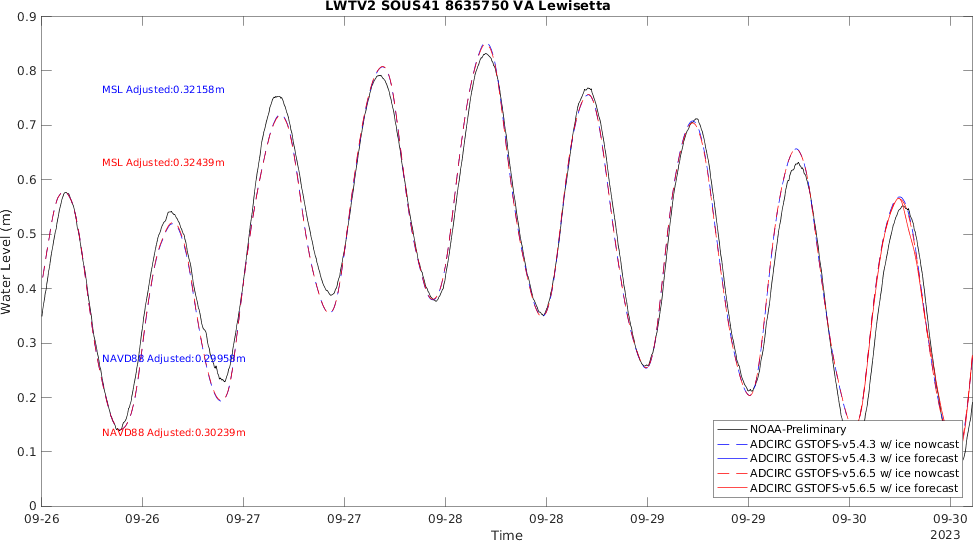 LWTV2 SOUS41 8635750 VA Lewisetta
0.9
0.8
0.7
0.6
0.5
0.4
0.3
0.2
0.1
0
Water Level (m)
MSL Adjusted:0.32158m
MSL Adjusted:0.32439m
NAVD88 Adjusted:0.29958m
NAVD88 Adjusted:0.30239m
NOAA-Preliminary
ADCIRC GSTOFS-v5.4.3 w/ ice nowcast
ADCIRC GSTOFS-v5.4.3 w/ ice forecast
ADCIRC GSTOFS-v5.6.5 w/ ice nowcast
ADCIRC GSTOFS-v5.6.5 w/ ice forecast
09-26 09-26 09-27 09-27 09-28 09-28 09-29 09-29 09-30 09-30
2023
Time